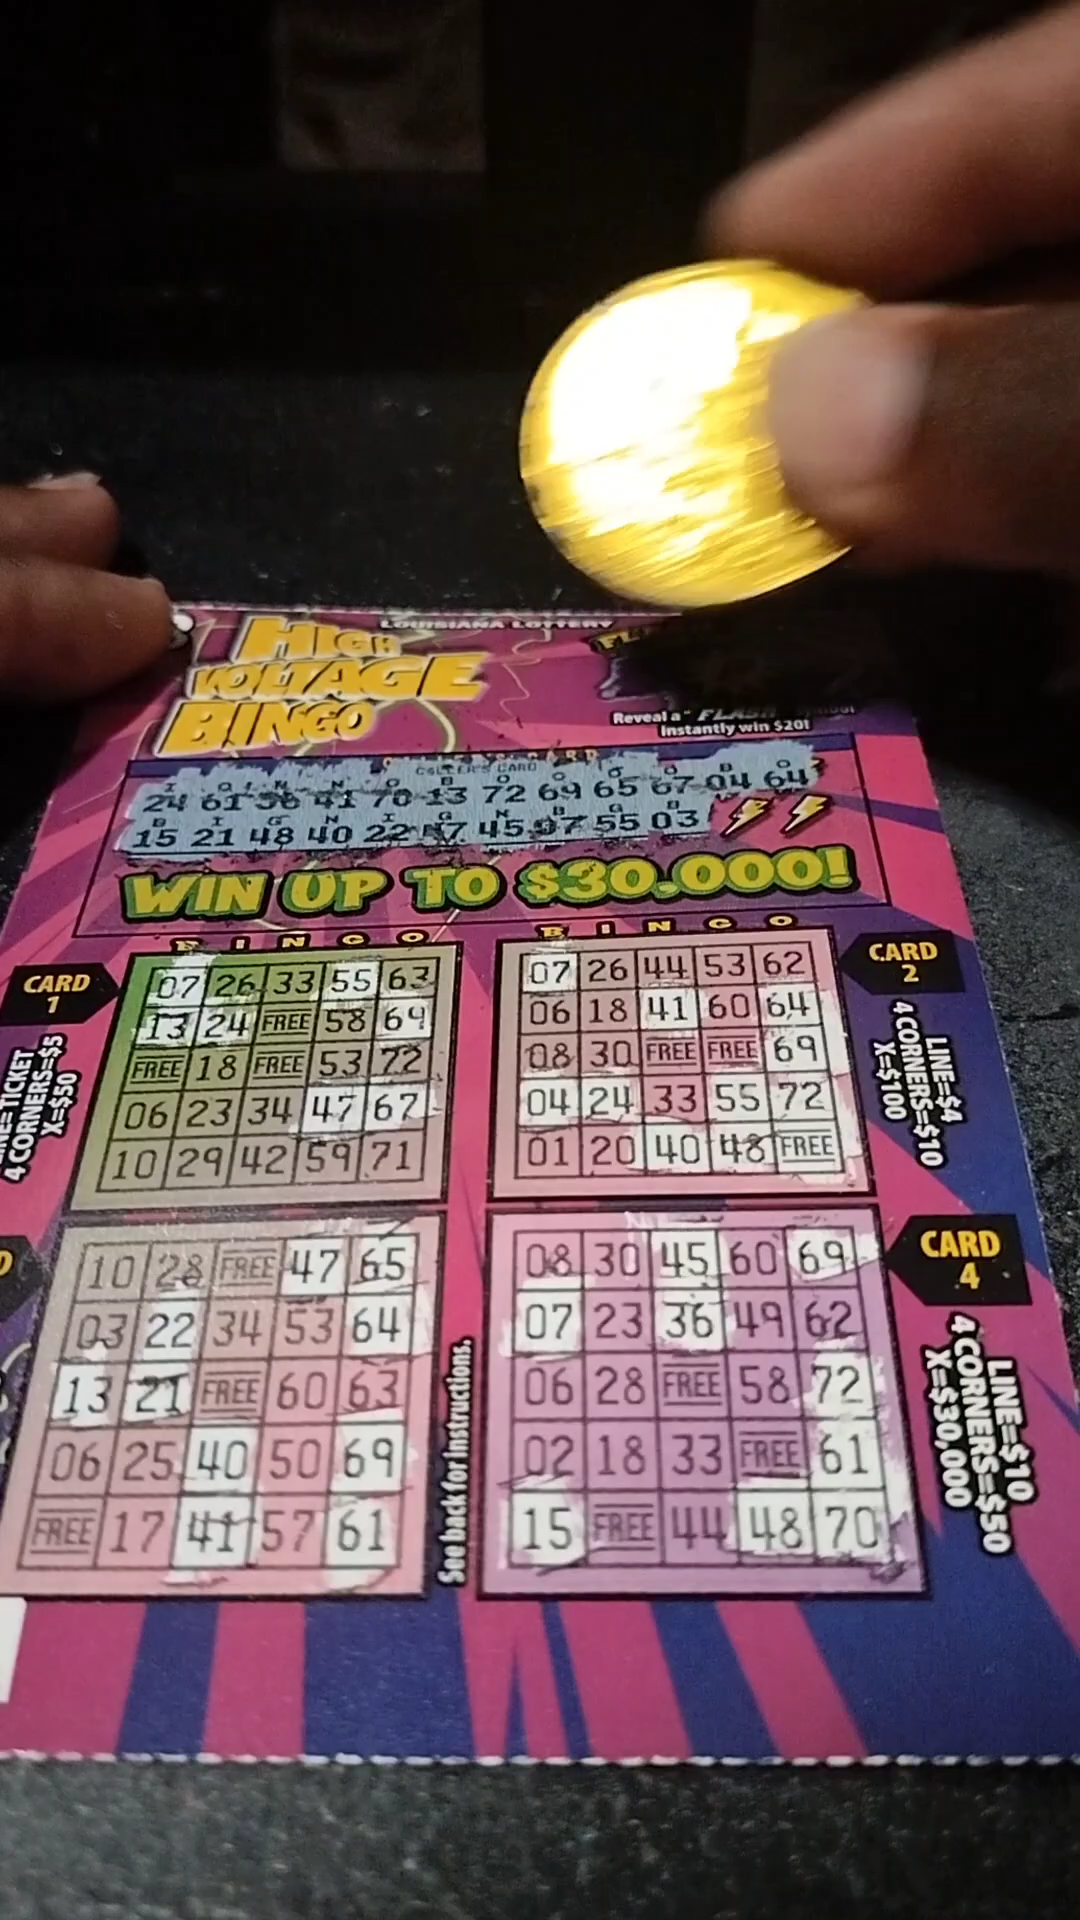 LOUISIANA LOTTERY
HIGH
VOLTAGE
BINGO
Reveal a "FLASH"
Instantly win $20!
CALLER'S CARD
I O N N O B O O O O B O
24 61 36 41 70 13 72 69 65 67 04 64
B I G N I G N B G B
15 21 48 40 22 47 45 07 55 03
WIN UP TO $30,000!
B I N G O
CARD
1
LINE=TICKET
4 CORNERS=$5
X=$50
07 26 33 55 63
13 24 FREE 58 69
FREE 18 FREE 53 72
06 23 34 47 67
10 29 42 59 71
B I N G O
CARD
2
LINE=$4
4 CORNERS=$10
X=$100
07 26 44 53 62
06 18 41 60 64
08 30 FREE FREE 69
04 24 33 55 72
01 20 40 48 FREE
10 28 FREE 47 65
03 22 34 53 64
13 21 FREE 60 63
06 25 40 50 69
FREE 17 41 57 61
See back for instructions.
CARD
4
LINE=$10
4 CORNERS=$50
X=$30,000
08 30 45 60 69
07 23 36 49 62
06 28 FREE 58 72
02 18 33 FREE 61
15 FREE 44 48 70